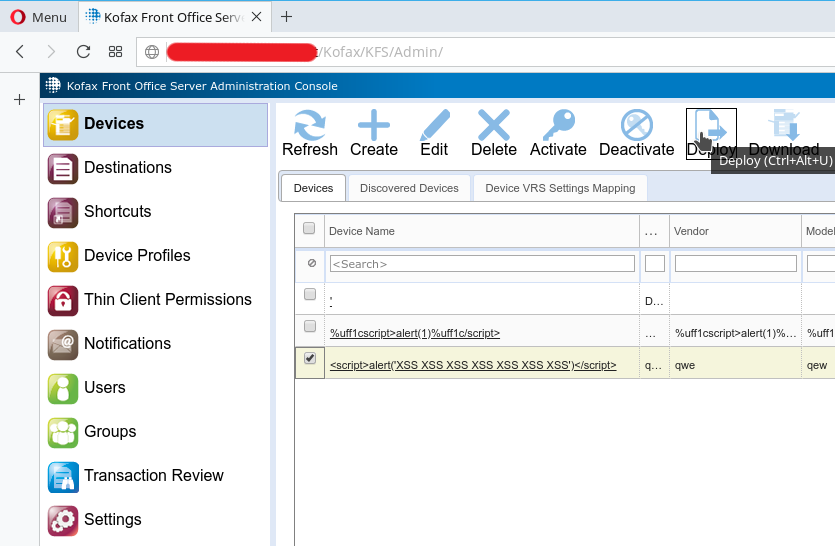 Menu
Kofax Front Office Serv
/Kofax/KFS/Admin/
Kofax Front Office Server Administration Console
Devices
Destinations
Shortcuts
Device Profiles
Thin Client Permissions
Notifications
Users
Groups
Transaction Review
Settings
Refresh Create Edit Delete Activate Deactivate Deploy Download
Deploy (Ctrl+Alt+U)
Devices Discovered Devices Device VRS Settings Mapping
Device Name ... Vendor Model
<Search>
' D...
%uff1cscript>alert(1)%uff1c/script> ... %uff1cscript>alert(1)%... %uff1
<script>alert('XSS XSS XSS XSS XSS XSS XSS')</script> q... qwe qew